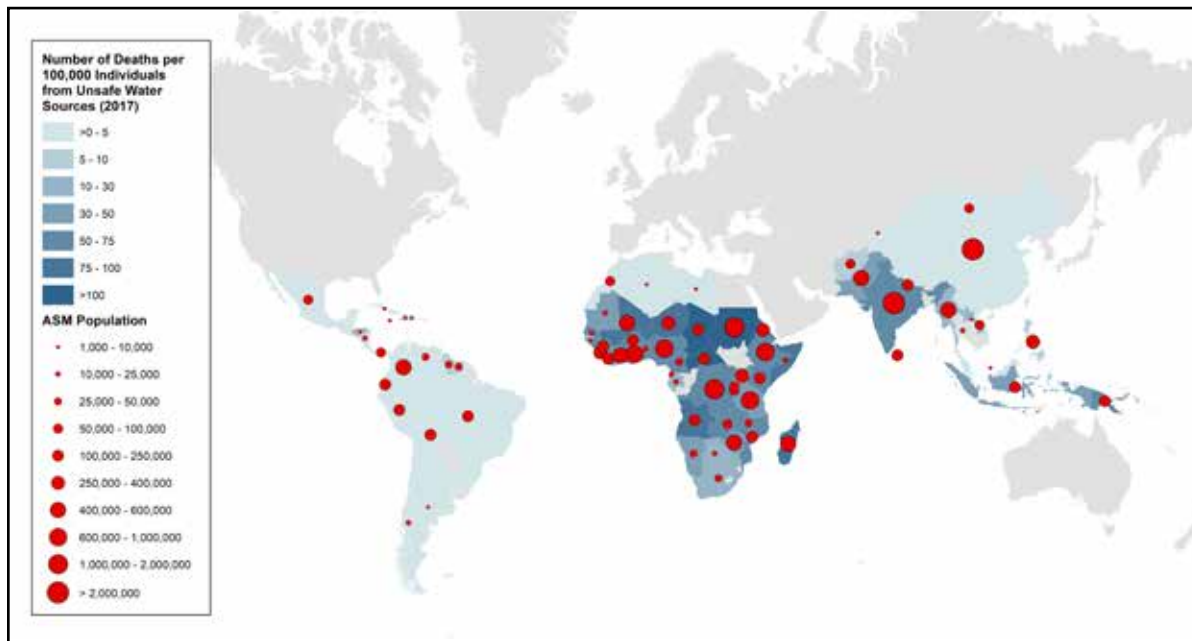 Number of Deaths per
100,000 Individuals
from Unsafe Water
Sources (2017)
>0 - 5
5 - 10
10 - 30
30 - 50
50 - 75
75 - 100
>100
ASM Population
1,000 - 10,000
10,000 - 25,000
25,000 - 50,000
50,000 - 100,000
100,000 - 250,000
250,000 - 400,000
400,000 - 600,000
600,000 - 1,000,000
1,000,000 - 2,000,000
> 2,000,000